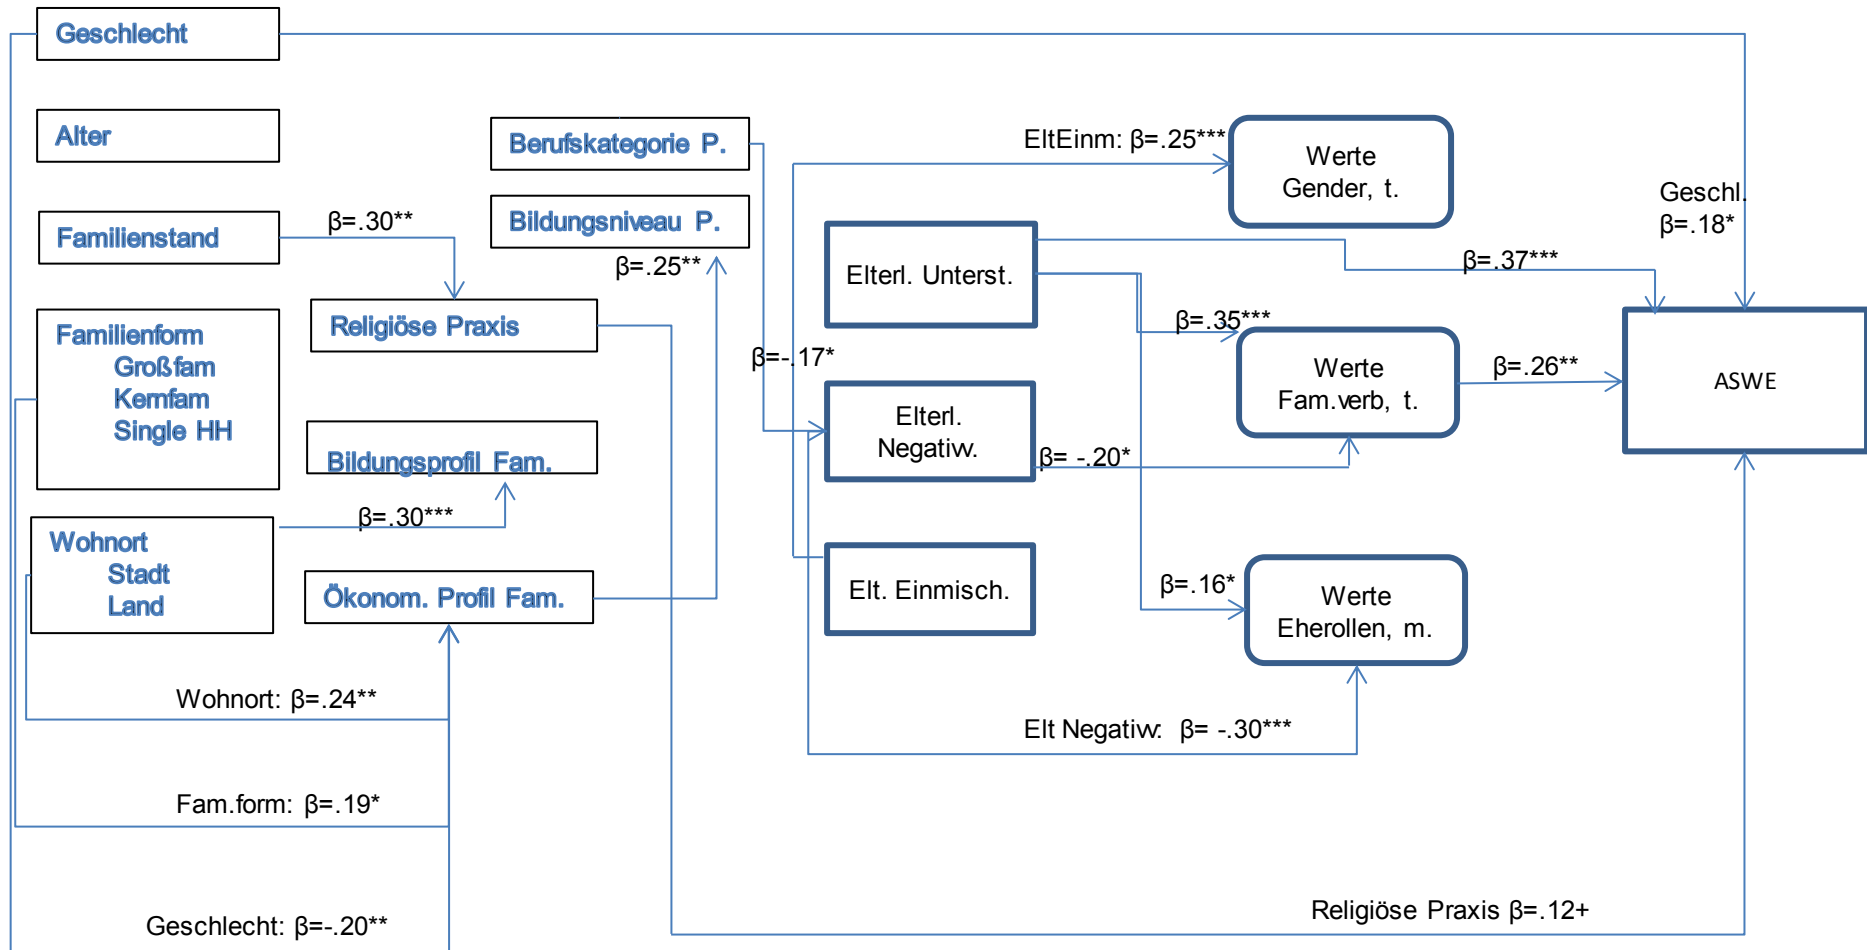 Geschlecht
Alter
Familienstand
β=.30**
Familienform
Großfam
Kernfam
Single HH
Wohnort
Stadt
Land
β=.30***
Religiöse Praxis
Bildungsprofil Fam.
Ökonom. Profil Fam.
Wohnort: β=.24**
Fam.form: β=.19*
Geschlecht: β=-.20**
Berufskategorie P.
Bildungsniveau P.
β=.25**
β=-.17*
Elterl. Unterst.
Elterl.
Negativv.
Elt. Einmisch.
EltEinm: β=.25***
β=.37***
β=.35***
β= -.20*
β=.16*
Elt Negativv: β= -.30***
Werte
Gender, t.
Werte
Fam.verb, t.
Werte
Eherollen, m.
β=.26**
Geschl.
β=.18*
ASWE
Religiöse Praxis β=.12+